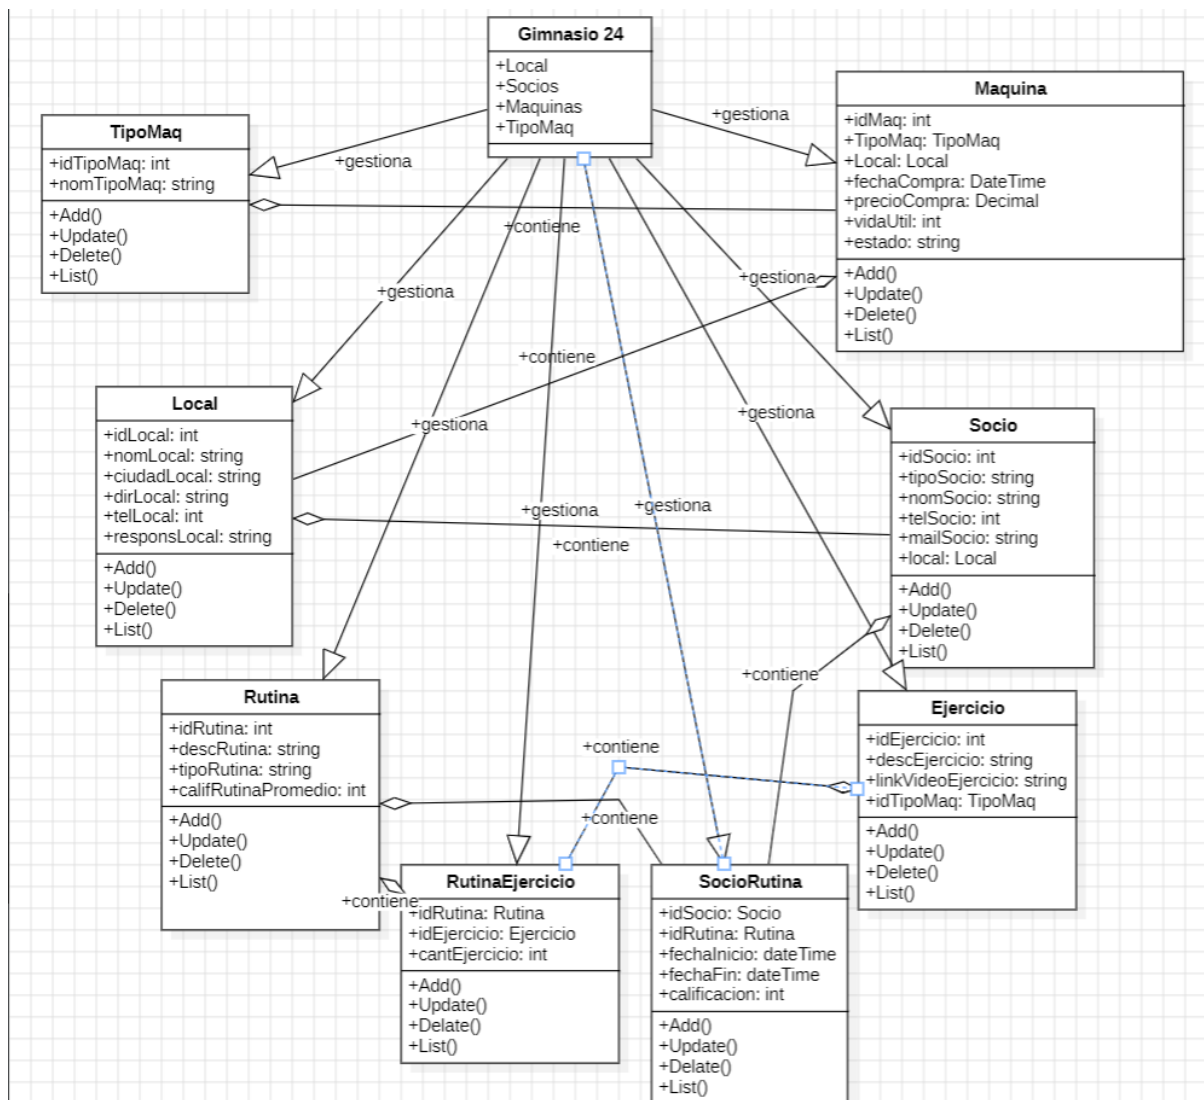 Gimnasio 24
+Local
+Socios
+Maquinas
+TipoMaq
Maquina
+idMaq: int
+TipoMaq: TipoMaq
+Local: Local
+fechaCompra: DateTime
+precioCompra: Decimal
+vidaUtil: int
+estado: string
+Add()
+Update()
+Delete()
+List()
TipoMaq
+idTipoMaq: int
+nomTipoMaq: string
+Add()
+Update()
+Delete()
+List()
+gestiona
+gestiona
+contiene
+gestiona
+gestiona
+contiene
+gestiona
+gestiona
+gestiona
+gestiona
+contiene
Local
+idLocal: int
+nomLocal: string
+ciudadLocal: string
+dirLocal: string
+telLocal: int
+responsLocal: string
+Add()
+Update()
+Delete()
+List()
Socio
+idSocio: int
+tipoSocio: string
+nomSocio: string
+telSocio: int
+mailSocio: string
+local: Local
+Add()
+Update()
+Delete()
+List()
+contiene
+contiene
+contiene
+contiene
Rutina
+idRutina: int
+descRutina: string
+tipoRutina: string
+califRutinaPromedio: int
+Add()
+Update()
+Delete()
+List()
Ejercicio
+idEjercicio: int
+descEjercicio: string
+linkVideoEjercicio: string
+idTipoMaq: TipoMaq
+Add()
+Update()
+Delete()
+List()
RutinaEjercicio
+idRutina: Rutina
+idEjercicio: Ejercicio
+cantEjercicio: int
+Add()
+Update()
+Delate()
+List()
SocioRutina
+idSocio: Socio
+idRutina: Rutina
+fechaInicio: dateTime
+fechaFin: dateTime
+calificacion: int
+Add()
+Update()
+Delate()
+List()